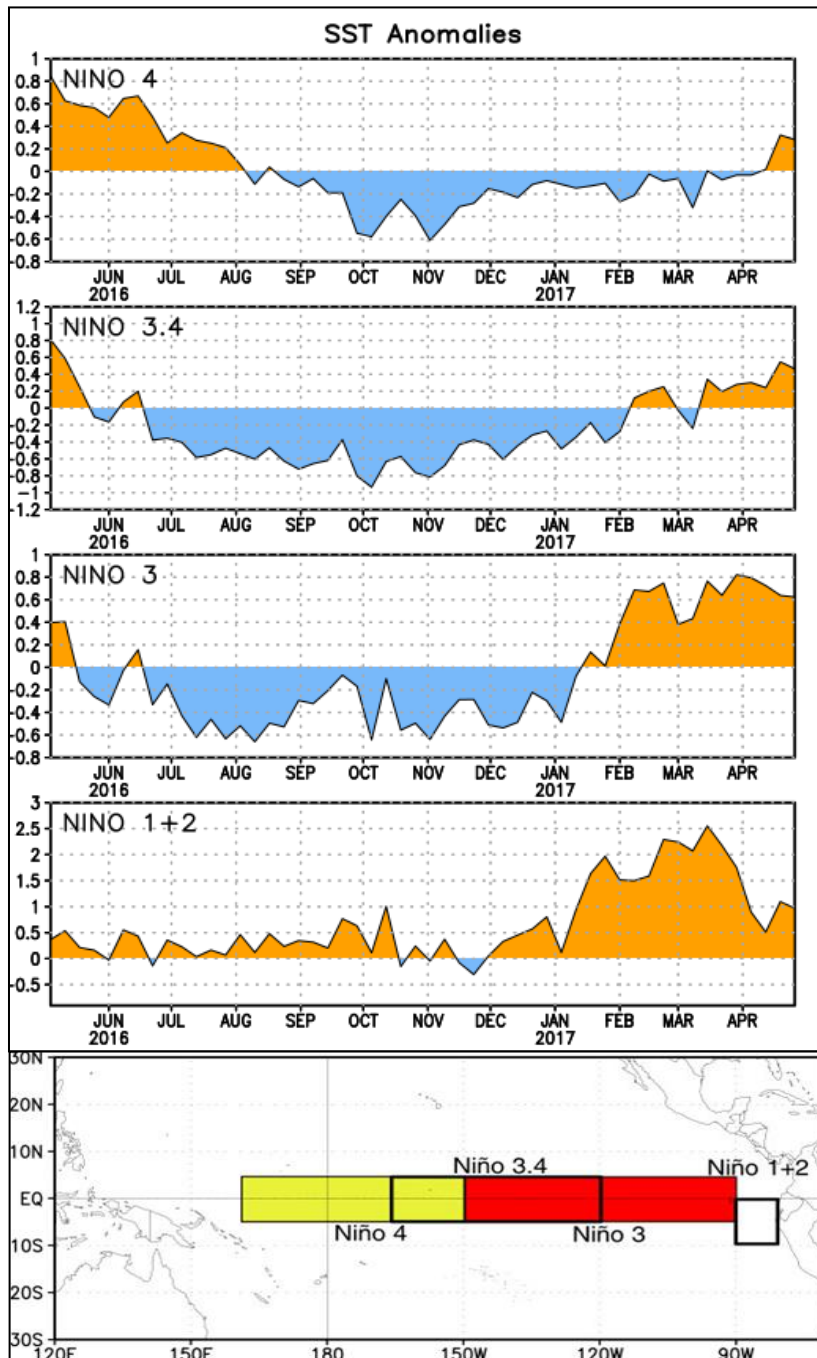 SST Anomalies
NINO 4
1
0.8
0.6
0.4
0.2
0
-0.2
-0.4
-0.6
-0.8
JUN JUL AUG SEP OCT NOV DEC JAN FEB MAR APR
2016 2017
NINO 3.4
1.2
1
0.8
0.6
0.4
0.2
0
-0.2
-0.4
-0.6
-0.8
-1
-1.2
JUN JUL AUG SEP OCT NOV DEC JAN FEB MAR APR
2016 2017
NINO 3
1
0.8
0.6
0.4
0.2
0
-0.2
-0.4
-0.6
-0.8
JUN JUL AUG SEP OCT NOV DEC JAN FEB MAR APR
2016 2017
NINO 1+2
3
2.5
2
1.5
1
0.5
0
-0.5
JUN JUL AUG SEP OCT NOV DEC JAN FEB MAR APR
2016 2017
30N
20N
10N
EQ
10S
20S
30S
Niño 3.4
Niño 1+2
Niño 4
Niño 3
120E 150E 180 150W 120W 90W